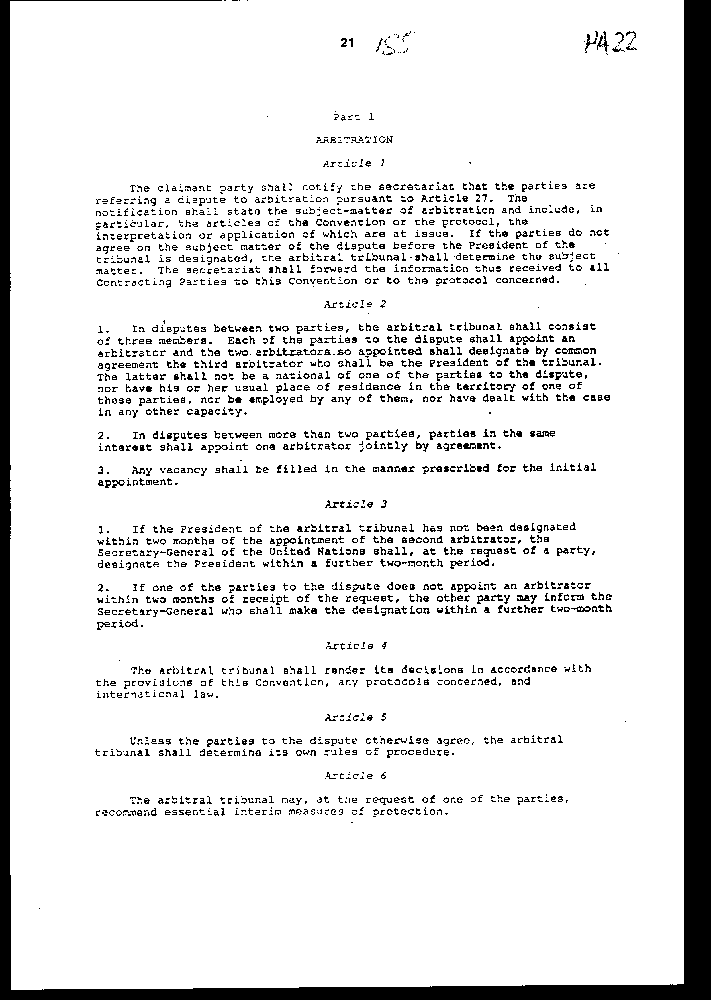 21 185 HA22
Part 1
ARBITRATION
Article 1
The claimant party shall notify the secretariat that the parties are
referring a dispute to arbitration pursuant to Article 27. The
notification shall state the subject-matter of arbitration and include, in
particular, the articles of the Convention or the protocol, the
interpretation or application of which are at issue. If the parties do not
agree on the subject matter of the dispute before the President of the
tribunal is designated, the arbitral tribunal shall determine the subject
matter. The secretariat shall forward the information thus received to all
Contracting Parties to this Convention or to the protocol concerned.
Article 2
1. In disputes between two parties, the arbitral tribunal shall consist
of three members. Each of the parties to the dispute shall appoint an
arbitrator and the two arbitrators so appointed shall designate by common
agreement the third arbitrator who shall be the President of the tribunal.
The latter shall not be a national of one of the parties to the dispute,
nor have his or her usual place of residence in the territory of one of
these parties, nor be employed by any of them, nor have dealt with the case
in any other capacity.
2. In disputes between more than two parties, parties in the same
interest shall appoint one arbitrator jointly by agreement.
3. Any vacancy shall be filled in the manner prescribed for the initial
appointment.
Article 3
1. If the President of the arbitral tribunal has not been designated
within two months of the appointment of the second arbitrator, the
Secretary-General of the United Nations shall, at the request of a party,
designate the President within a further two-month period.
2. If one of the parties to the dispute does not appoint an arbitrator
within two months of receipt of the request, the other party may inform the
Secretary-General who shall make the designation within a further two-month
period.
Article 4
The arbitral tribunal shall render its decisions in accordance with
the provisions of this Convention, any protocols concerned, and
international law.
Article 5
Unless the parties to the dispute otherwise agree, the arbitral
tribunal shall determine its own rules of procedure.
Article 6
The arbitral tribunal may, at the request of one of the parties,
recommend essential interim measures of protection.